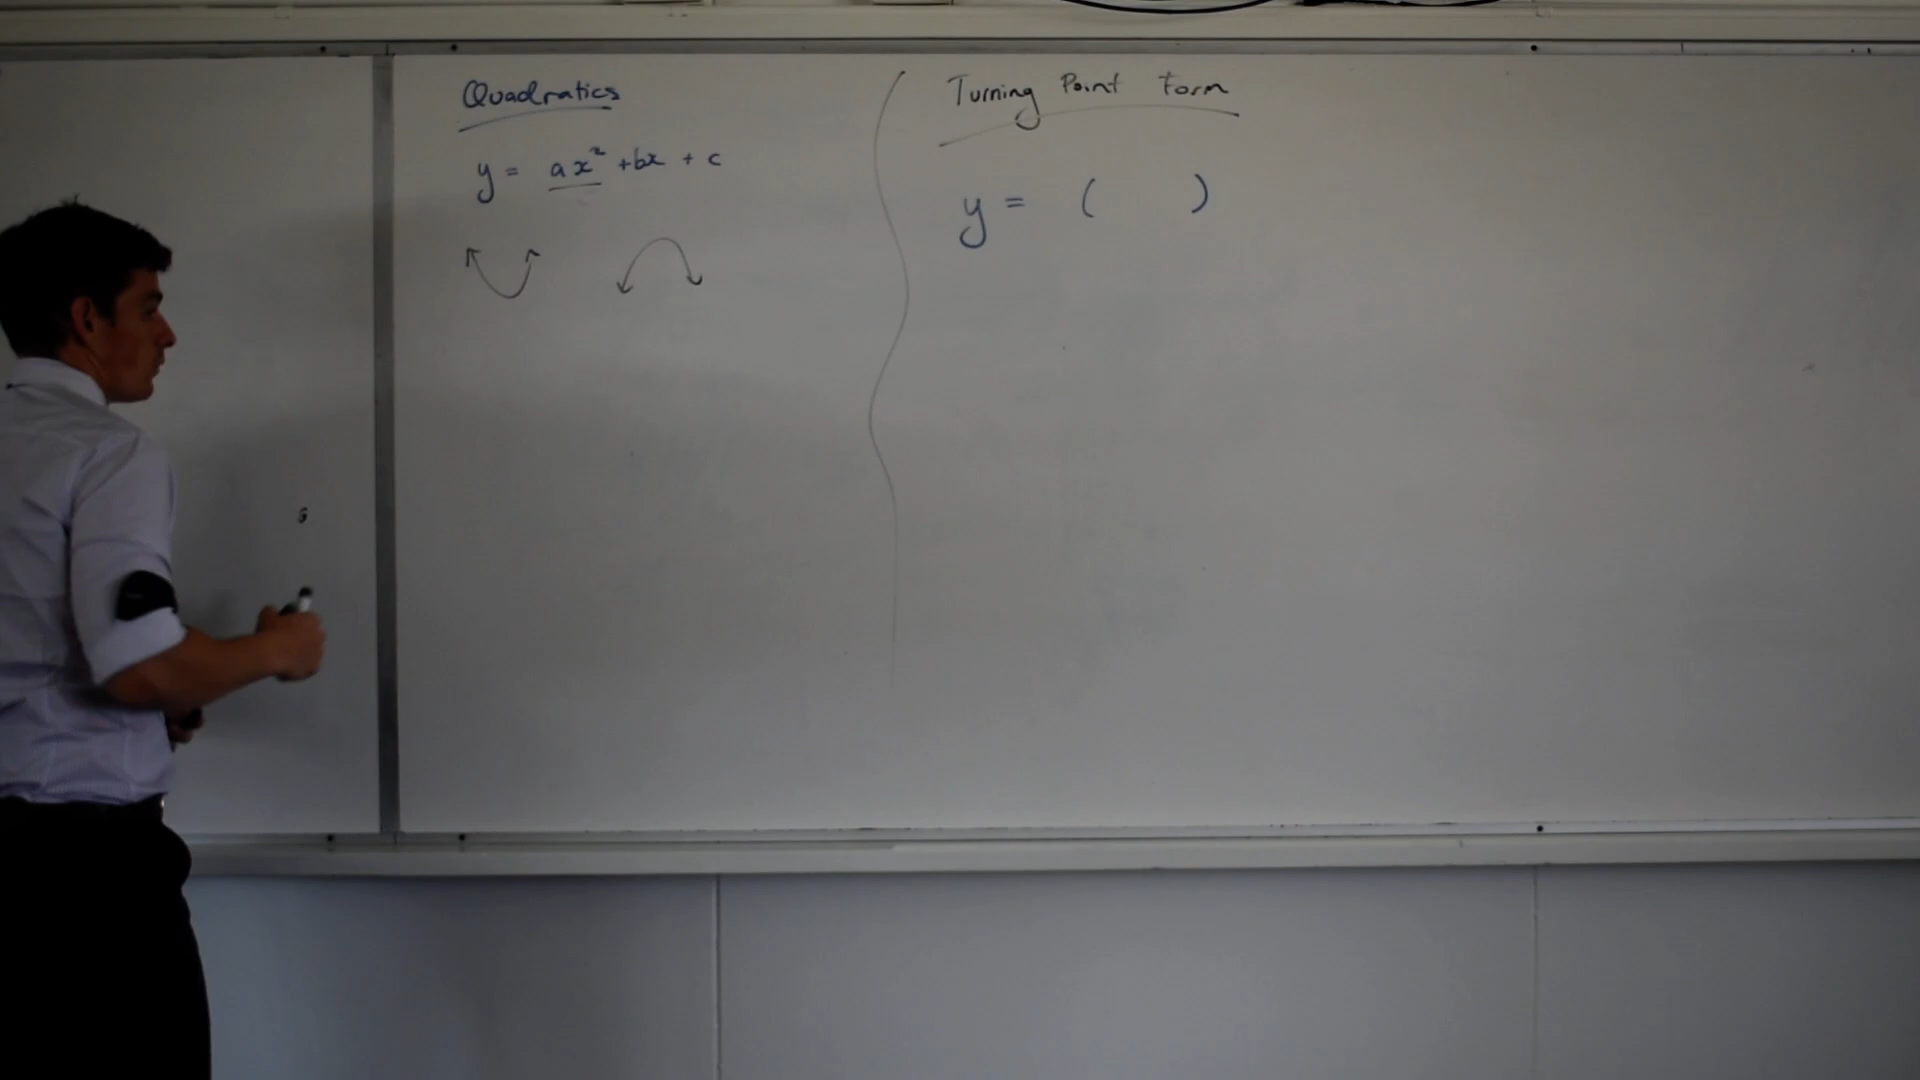 Quadratics
y = ax² + bx + c
Turning Point Form
y = ( )